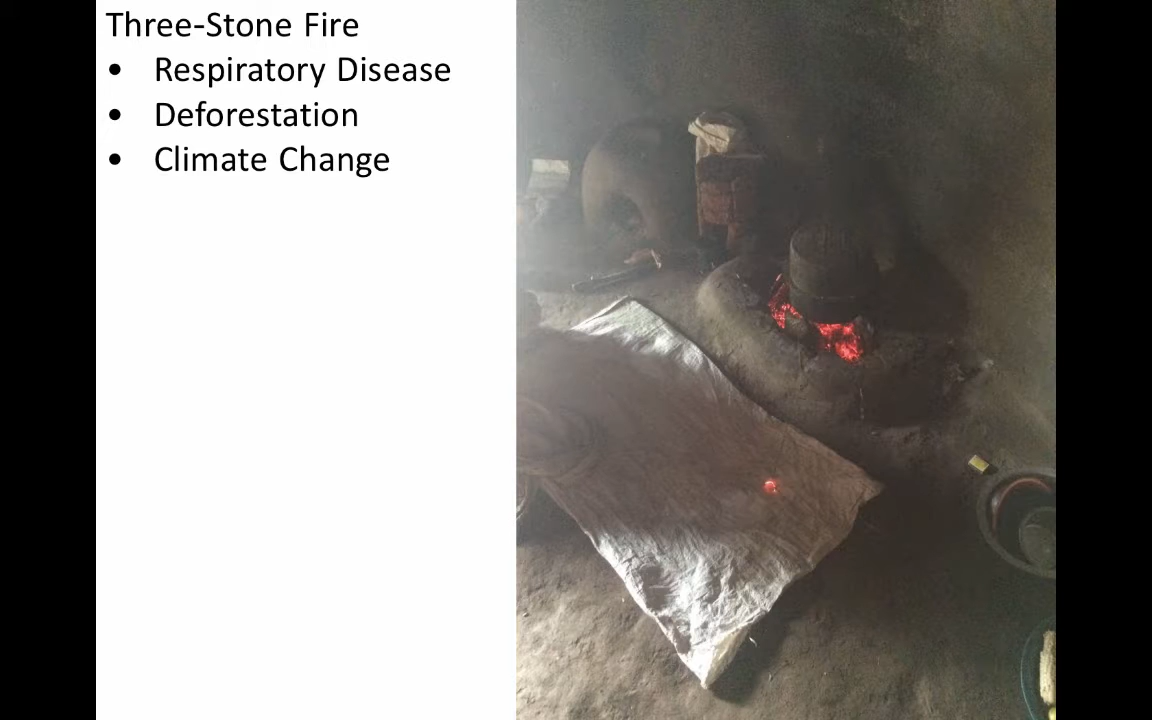 Three-Stone Fire
• Respiratory Disease
• Deforestation
• Climate Change